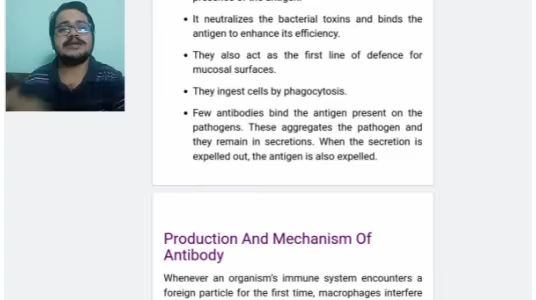 • It neutralizes the bacterial toxins and binds the
antigen to enhance its efficiency.
• They also act as the first line of defence for
mucosal surfaces.
• They ingest cells by phagocytosis.
• Few antibodies bind the antigen present on the
pathogens. These aggregates the pathogen and
they remain in secretions. When the secretion is
expelled out, the antigen is also expelled.
Production And Mechanism Of
Antibody
Whenever an organism's immune system encounters a
foreign particle for the first time, macrophages interfere